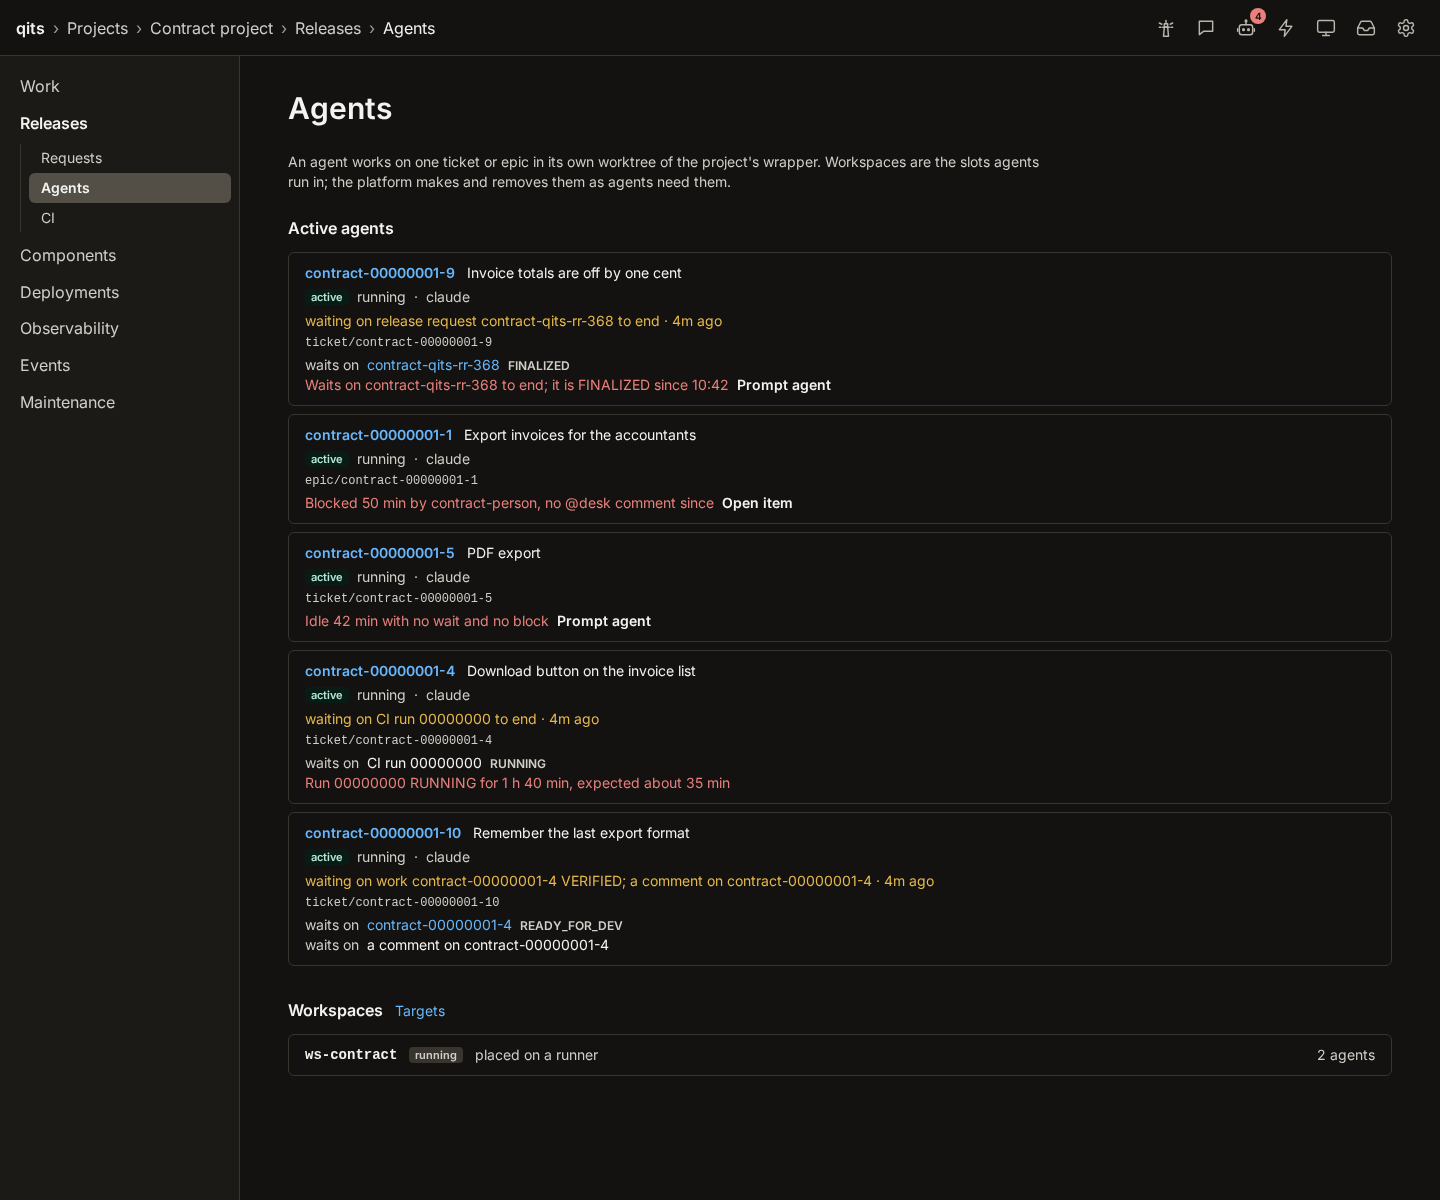 qits › Projects › Contract project › Releases › Agents
4
Work
Releases
Requests
Agents
CI
Components
Deployments
Observability
Events
Maintenance
Agents
An agent works on one ticket or epic in its own worktree of the project's wrapper. Workspaces are the slots agents
run in; the platform makes and removes them as agents need them.
Active agents
contract-00000001-9 Invoice totals are off by one cent
active running · claude
waiting on release request contract-qits-rr-368 to end · 4m ago
ticket/contract-00000001-9
waits on contract-qits-rr-368 FINALIZED
Waits on contract-qits-rr-368 to end; it is FINALIZED since 10:42 Prompt agent
contract-00000001-1 Export invoices for the accountants
active running · claude
epic/contract-00000001-1
Blocked 50 min by contract-person, no @desk comment since Open item
contract-00000001-5 PDF export
active running · claude
ticket/contract-00000001-5
Idle 42 min with no wait and no block Prompt agent
contract-00000001-4 Download button on the invoice list
active running · claude
waiting on CI run 00000000 to end · 4m ago
ticket/contract-00000001-4
waits on CI run 00000000 RUNNING
Run 00000000 RUNNING for 1 h 40 min, expected about 35 min
contract-00000001-10 Remember the last export format
active running · claude
waiting on work contract-00000001-4 VERIFIED; a comment on contract-00000001-4 · 4m ago
ticket/contract-00000001-10
waits on contract-00000001-4 READY_FOR_DEV
waits on a comment on contract-00000001-4
Workspaces Targets
ws-contract running placed on a runner 2 agents